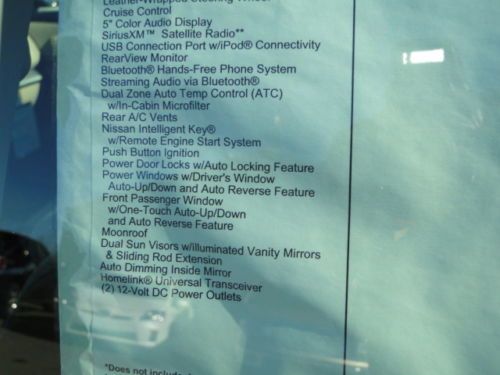 Leather-Wrapped Steering Wheel
Cruise Control
5" Color Audio Display
SiriusXM™ Satellite Radio**
USB Connection Port w/iPod® Connectivity
RearView Monitor
Bluetooth® Hands-Free Phone System
Streaming Audio via Bluetooth®
Dual Zone Auto Temp Control (ATC)
w/In-Cabin Microfilter
Rear A/C Vents
Nissan Intelligent Key®
w/Remote Engine Start System
Push Button Ignition
Power Door Locks w/Auto Locking Feature
Power Windows w/Driver's Window
Auto-Up/Down and Auto Reverse Feature
Front Passenger Window
w/One-Touch Auto-Up/Down
and Auto Reverse Feature
Moonroof
Dual Sun Visors w/illuminated Vanity Mirrors
& Sliding Rod Extension
Auto Dimming Inside Mirror
Homelink® Universal Transceiver
(2) 12-Volt DC Power Outlets
*Does not include